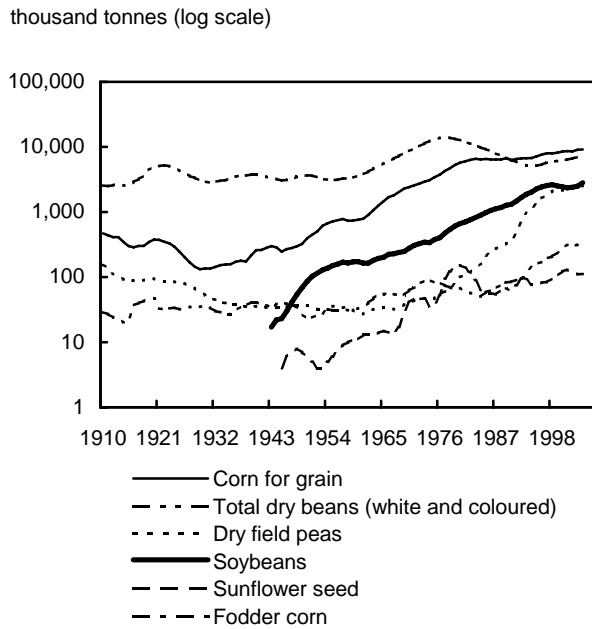 thousand tonnes (log scale)
100,000
10,000
1,000
100
10
1
1910 1921 1932 1943 1954 1965 1976 1987 1998
Corn for grain
Total dry beans (white and coloured)
Dry field peas
Soybeans
Sunflower seed
Fodder corn